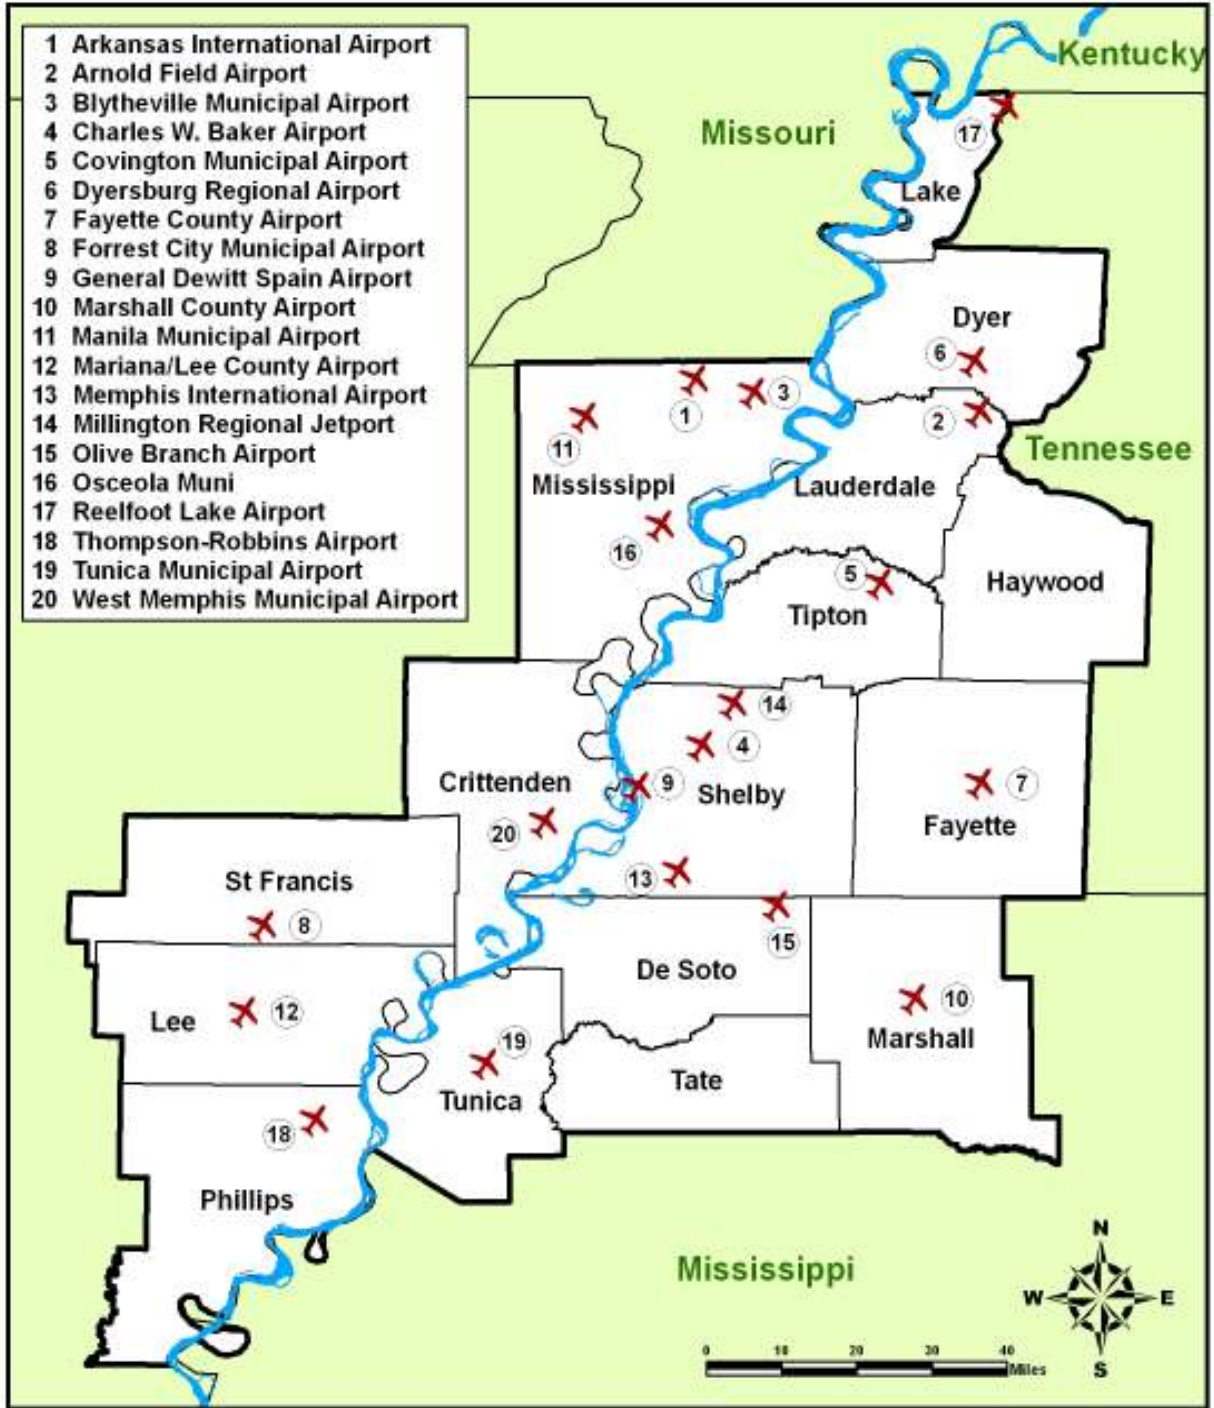 1 Arkansas International Airport
2 Arnold Field Airport
3 Blytheville Municipal Airport
4 Charles W. Baker Airport
5 Covington Municipal Airport
6 Dyersburg Regional Airport
7 Fayette County Airport
8 Forrest City Municipal Airport
9 General Dewitt Spain Airport
10 Marshall County Airport
11 Manila Municipal Airport
12 Mariana/Lee County Airport
13 Memphis International Airport
14 Millington Regional Jetport
15 Olive Branch Airport
16 Osceola Muni
17 Reelfoot Lake Airport
18 Thompson-Robbins Airport
19 Tunica Municipal Airport
20 West Memphis Municipal Airport
Kentucky
Missouri
17
Lake
Dyer
6
3
1
2
11
Tennessee
Mississippi
Lauderdale
16
5
Haywood
Tipton
14
4
Crittenden
9
Shelby
7
20
Fayette
St Francis
13
8
15
De Soto
10
Lee
12
Marshall
19
Tate
Tunica
18
Phillips
N
Mississippi
W
E
S
0 10 20 30 40
Miles